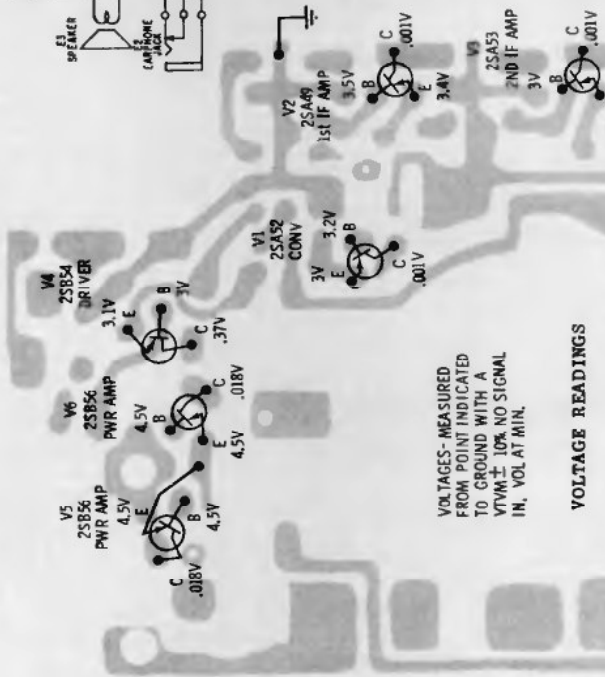 E3
SPEAKER
E2
EARPHONE
JACK
V4
2SB54
DRIVER
3.1V
E
B
3V
C
.37V
V6
2SB56
PWR AMP
4.5V
B
C
.018V
E
4.5V
V5
2SB56
PWR AMP
4.5V
E
B
4.5V
C
.018V
V2
2SA49
1st IF AMP
3.5V
B
C
.001V
E
3.4V
V3
2SA53
2ND IF AMP
3V
B
C
.001V
V1
2SA52
CONV
3.2V
B
3V
E
C
.001V
VOLTAGES- MEASURED
FROM POINT INDICATED
TO GROUND WITH A
VTVM ± 10% NO SIGNAL
IN, VOL AT MIN.
VOLTAGE READINGS